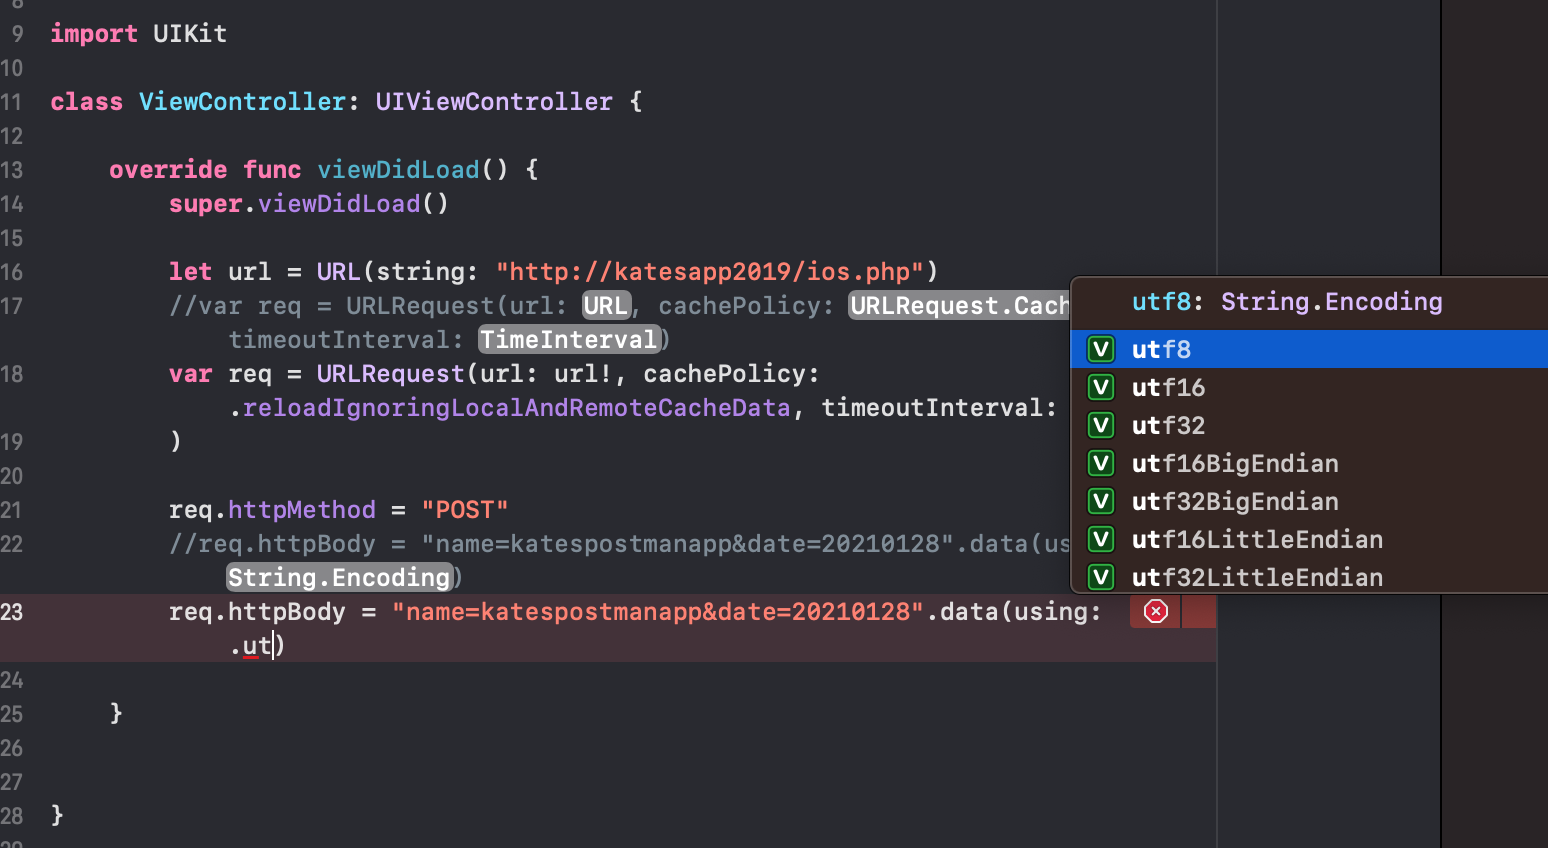 8
9 import UIKit
10
11 class ViewController: UIViewController {
12
13 override func viewDidLoad() {
14 super.viewDidLoad()
15
16 let url = URL(string: "http://katesapp2019/ios.php")
17 //var req = URLRequest(url: URL, cachePolicy: URLRequest.Cach
timeoutInterval: TimeInterval)
18 var req = URLRequest(url: url!, cachePolicy:
.reloadIgnoringLocalAndRemoteCacheData, timeoutInterval:
19 )
20
21 req.httpMethod = "POST"
22 //req.httpBody = "name=katespostmanapp&date=20210128".data(us
String.Encoding)
23 req.httpBody = "name=katespostmanapp&date=20210128".data(using:
.ut)
24
25 }
26
27
28 }
29
utf8: String.Encoding
V utf8
V utf16
V utf32
V utf16BigEndian
V utf32BigEndian
V utf16LittleEndian
V utf32LittleEndian